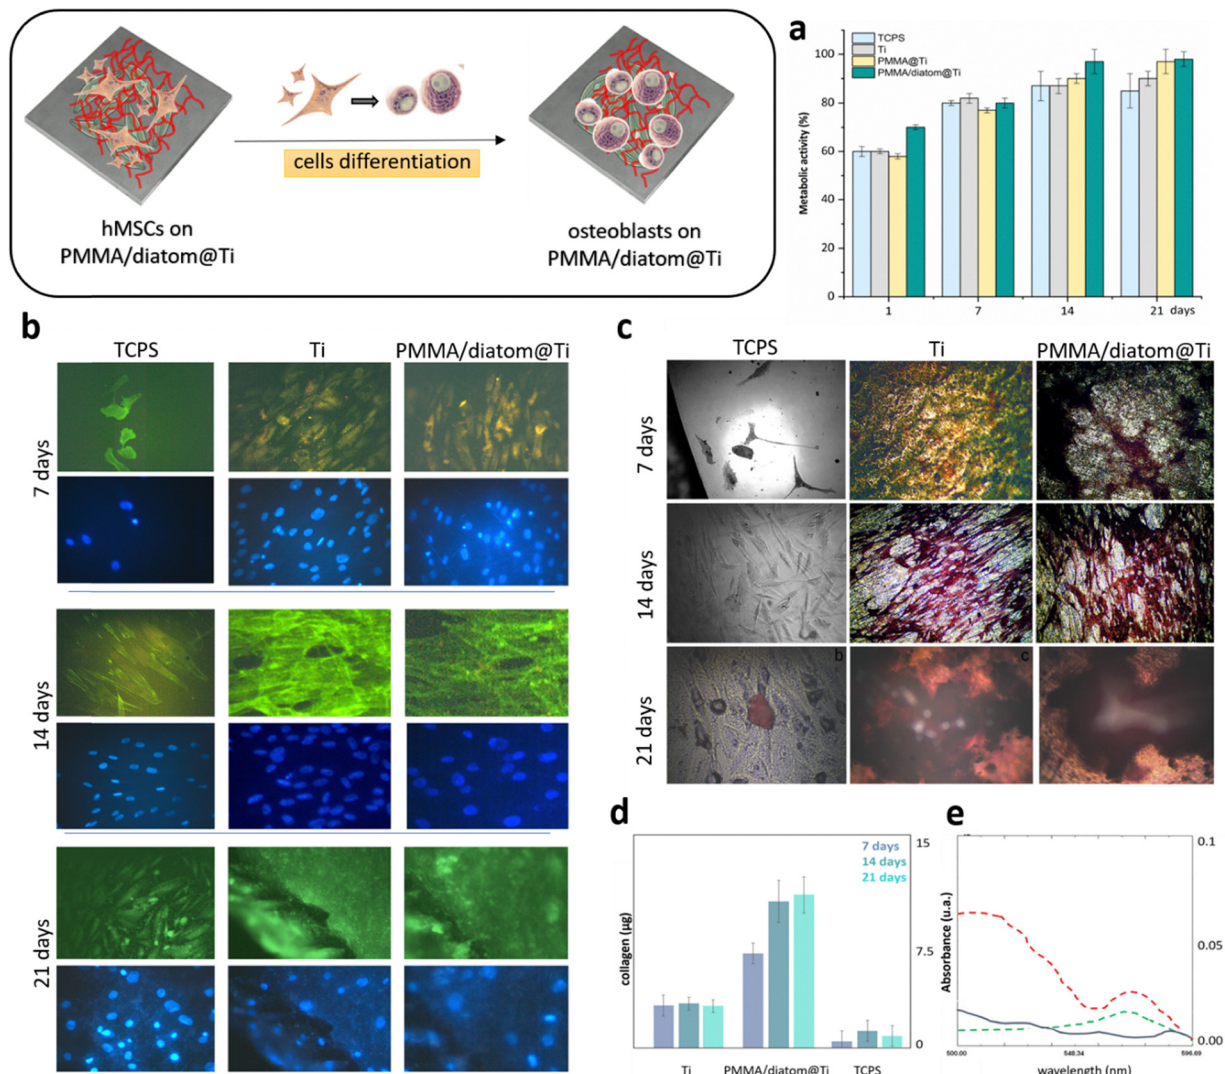 cells differentiation
hMSCs on
PMMA/diatom@Ti
osteoblasts on
PMMA/diatom@Ti
a
TCPS
Ti
PMMA@Ti
PMMA/diatom@Ti
Metabolic activity (%)
100
80
60
40
20
0
1 7 14 21 days
b
TCPS Ti PMMA/diatom@Ti
7 days
14 days
21 days
c
TCPS Ti PMMA/diatom@Ti
7 days
14 days
21 days
b
c
d
7 days
14 days
21 days
collagen (µg)
15
7.5
0
Ti PMMA/diatom@Ti TCPS
e
Absorbance (u.a.)
0.1
0.05
0.00
500.00 548.34 596.69
wavelength (nm)